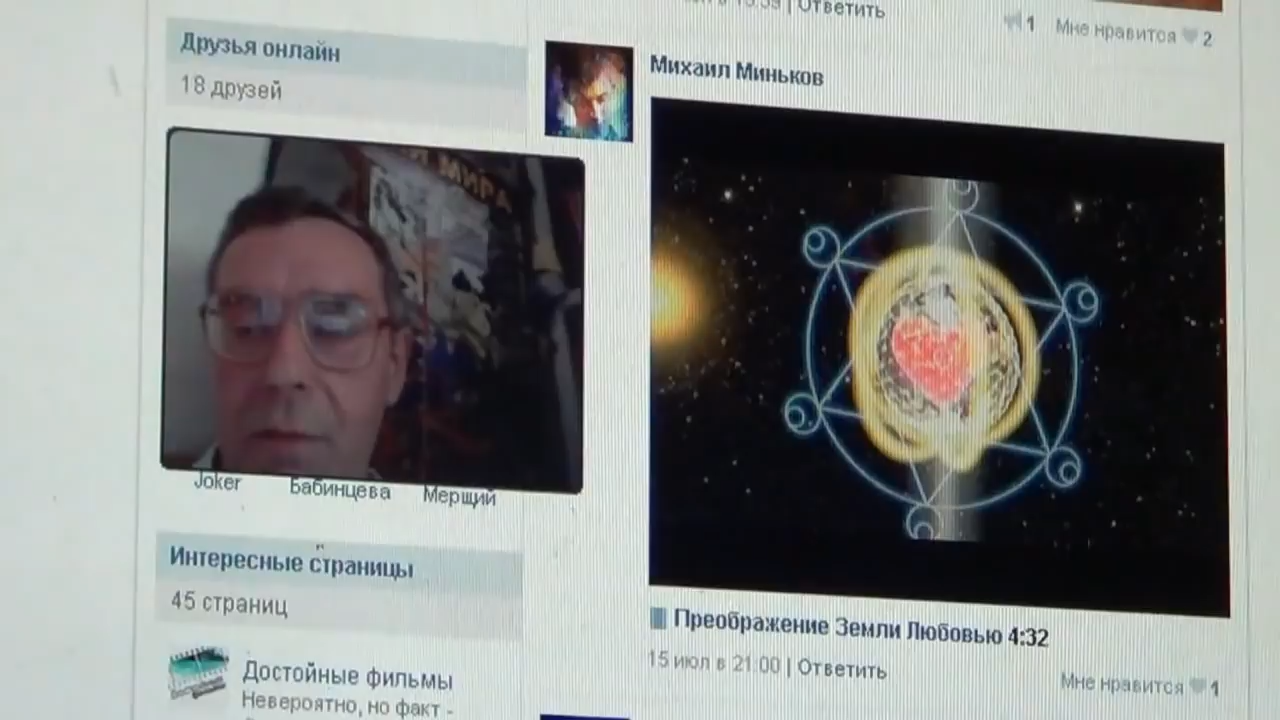 Ответить
1 Мне нравится 2
Друзья онлайн
18 друзей
Михаил Миньков
МИРА
Joker Бабинцева Мерщий
Интересные страницы
45 страниц
Достойные фильмы
Невероятно, но факт -
Преображение Земли Любовью 4:32
15 июл в 21:00 | Ответить
Мне нравится 1